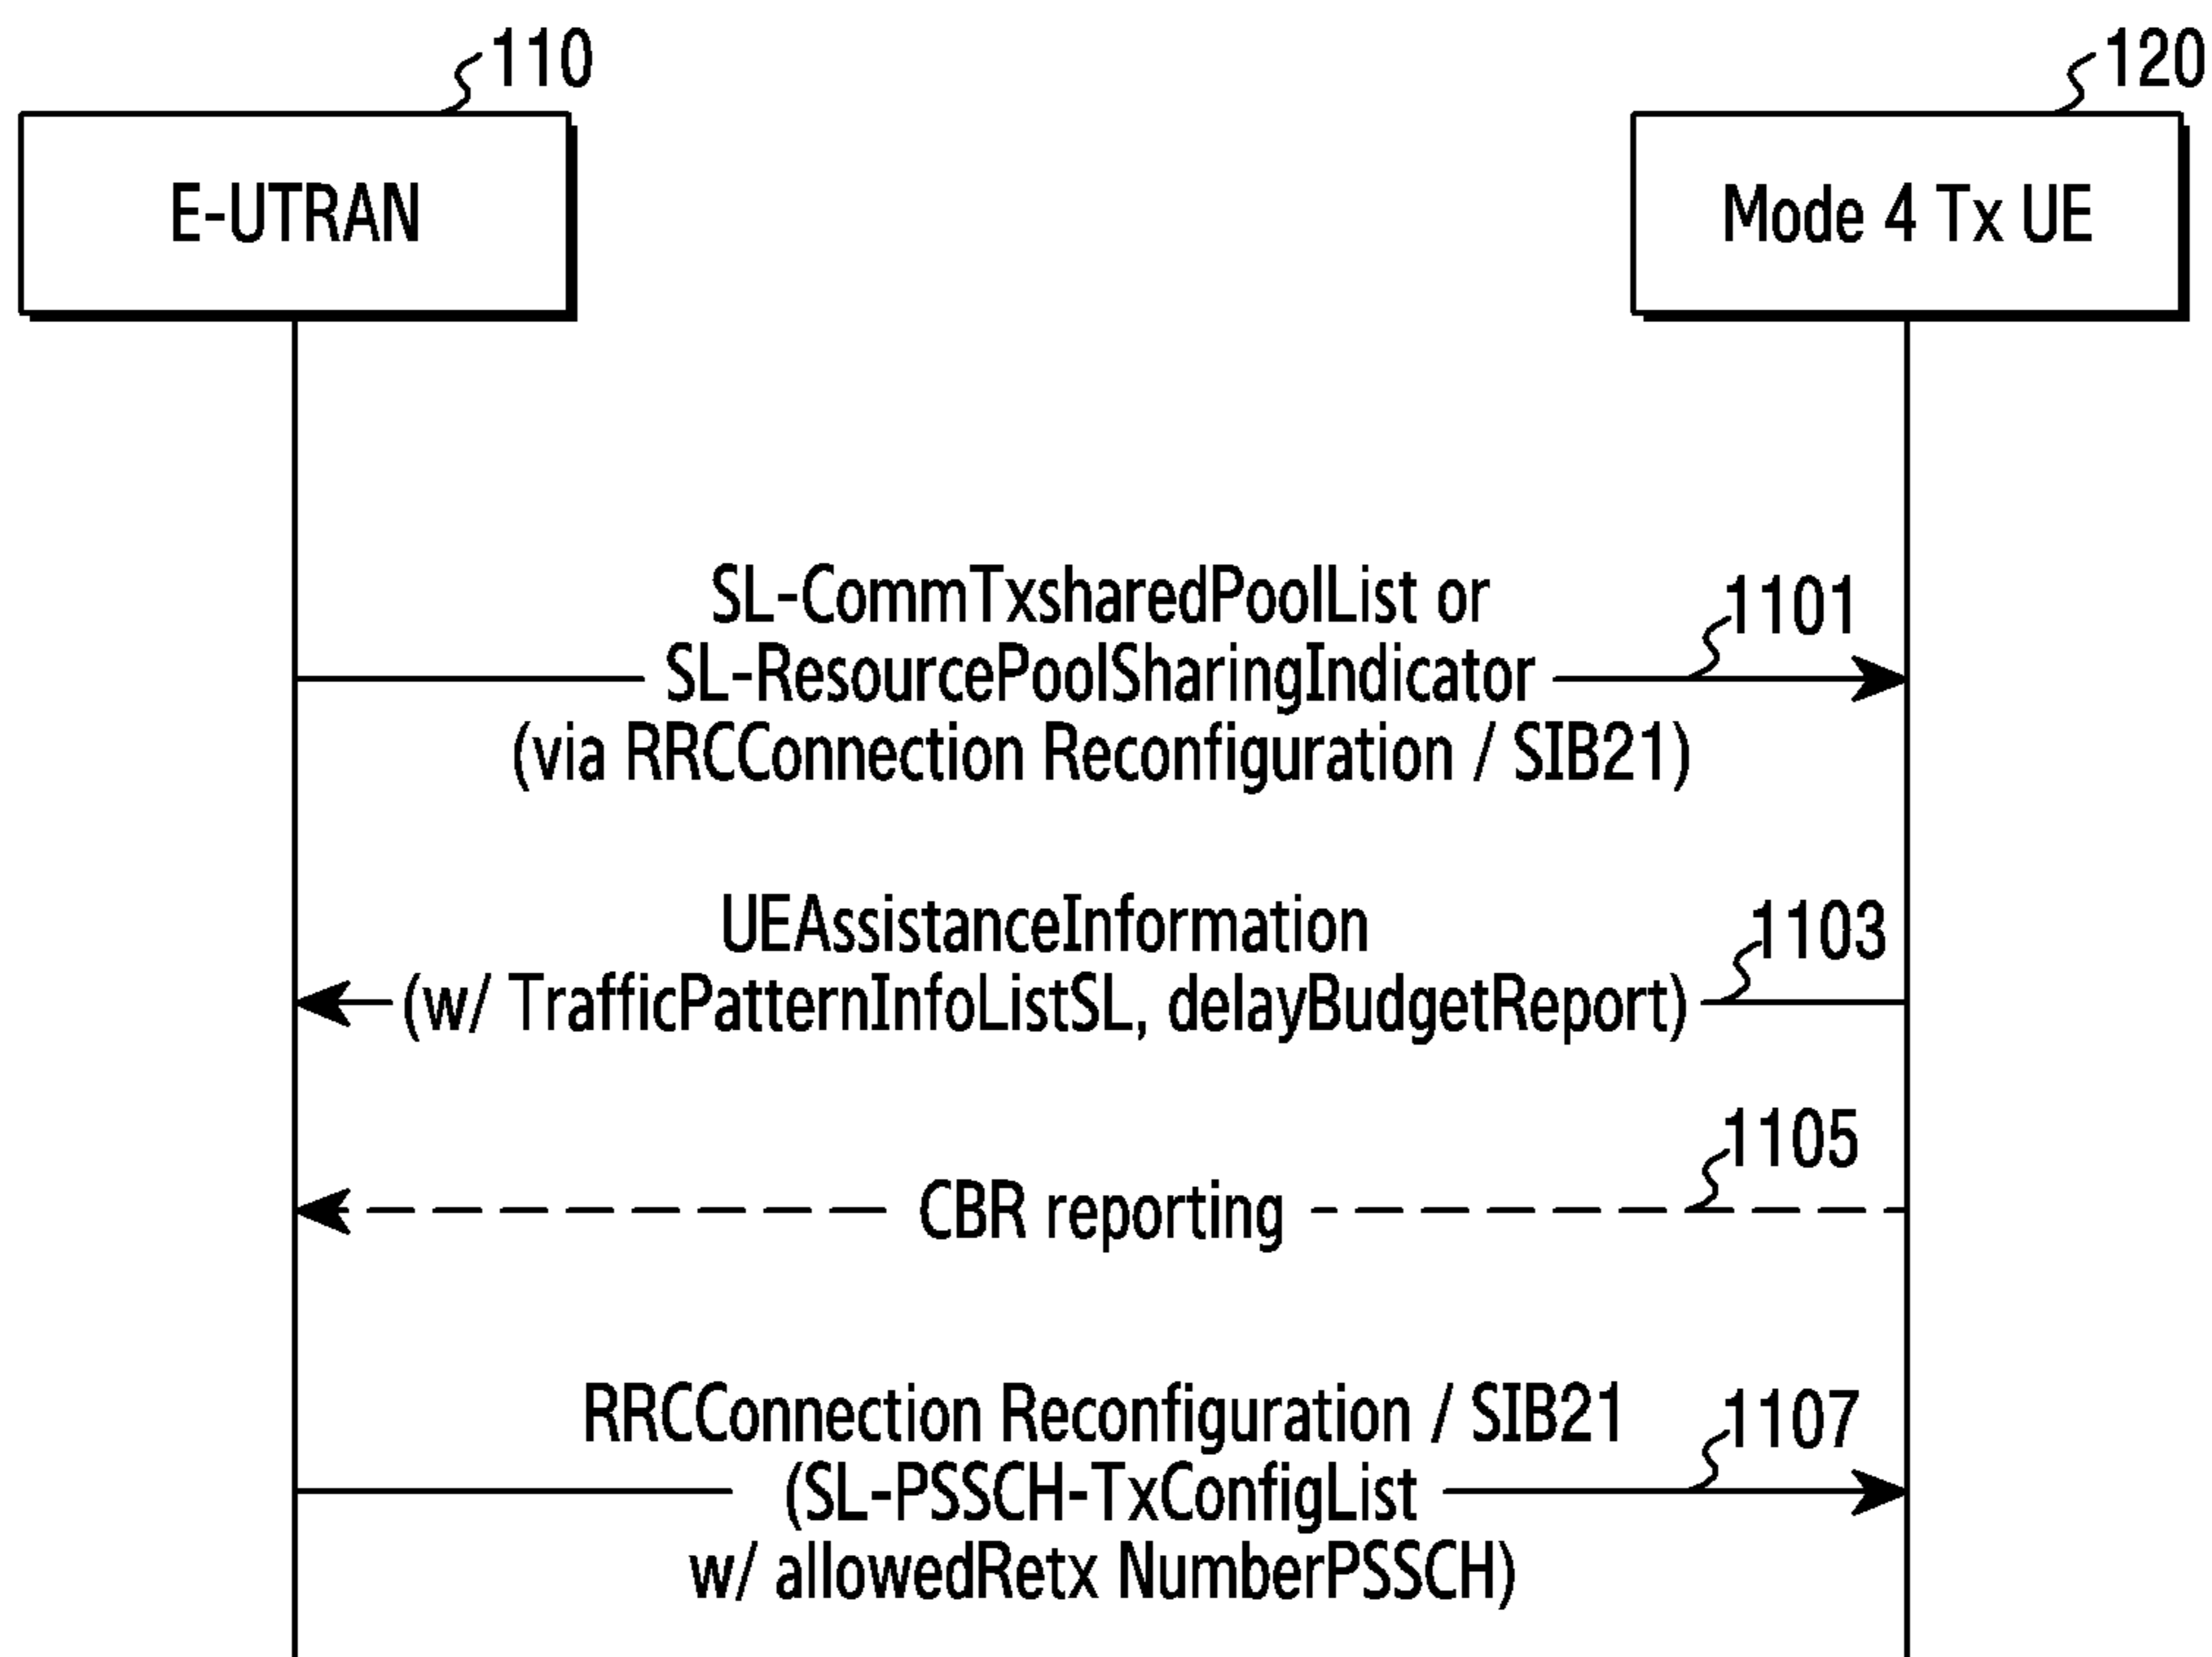 110
120
E-UTRAN
Mode 4 Tx UE
SL-CommTxsharedPoolList or
1101
SL-ResourcePoolSharingIndicator
(via RRCConnection Reconfiguration / SIB21)
UEAssistanceInformation
1103
(w/ TrafficPatternInfoListSL, delayBudgetReport)
1105
CBR reporting
RRCConnection Reconfiguration / SIB21
1107
(SL-PSSCH-TxConfigList
w/ allowedRetx NumberPSSCH)